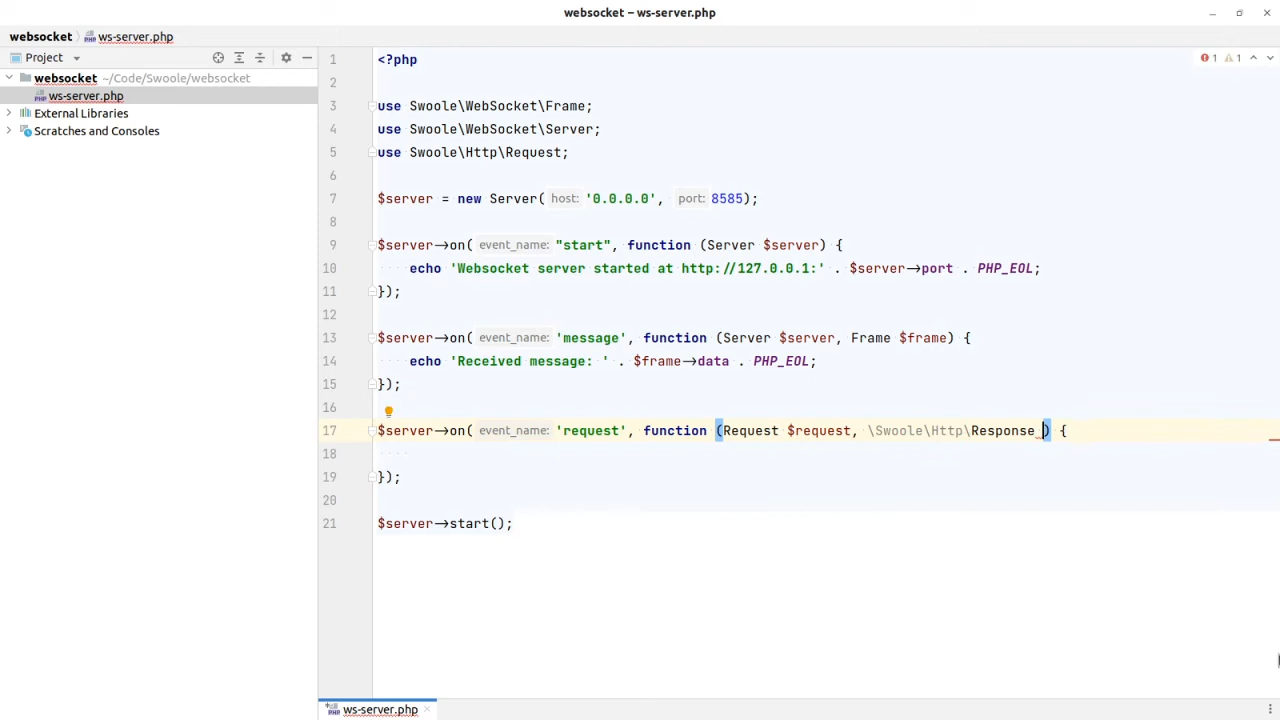 websocket – ws-server.php
websocket ws-server.php
Project
websocket ~/Code/Swoole/websocket
ws-server.php
External Libraries
Scratches and Consoles
1 <?php
2
3 use Swoole\WebSocket\Frame;
4 use Swoole\WebSocket\Server;
5 use Swoole\Http\Request;
6
7 $server = new Server( host: '0.0.0.0', port: 8585);
8
9 $server->on( event_name: "start", function (Server $server) {
10 echo 'Websocket server started at http://127.0.0.1:' . $server->port . PHP_EOL;
11 });
12
13 $server->on( event_name: 'message', function (Server $server, Frame $frame) {
14 echo 'Received message: ' . $frame->data . PHP_EOL;
15 });
16
17 $server->on( event_name: 'request', function (Request $request, \Swoole\Http\Response ) {
18
19 });
20
21 $server->start();
1 1
ws-server.php